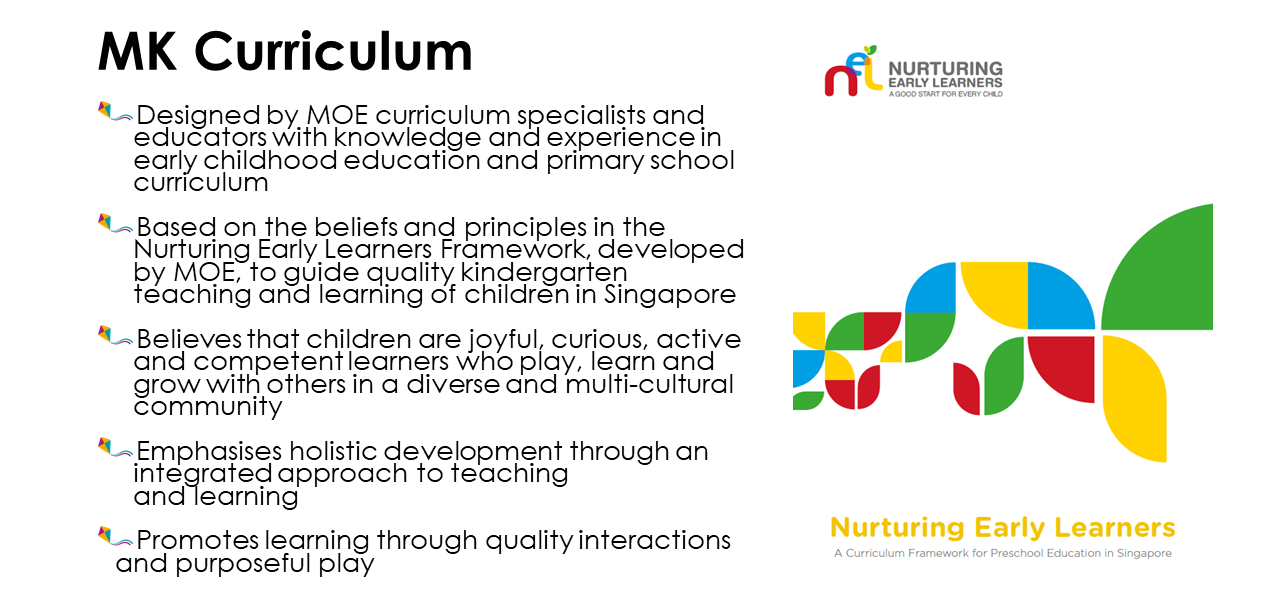 MK Curriculum
Designed by MOE curriculum specialists and
educators with knowledge and experience in
early childhood education and primary school
curriculum
Based on the beliefs and principles in the
Nurturing Early Learners Framework, developed
by MOE, to guide quality kindergarten
teaching and learning of children in Singapore
Believes that children are joyful, curious, active
and competent learners who play, learn and
grow with others in a diverse and multi-cultural
community
Emphasises holistic development through an
integrated approach to teaching
and learning
Promotes learning through quality interactions
and purposeful play
nel
NURTURING
EARLY LEARNERS
A GOOD START FOR EVERY CHILD
Nurturing Early Learners
A Curriculum Framework for Preschool Education in Singapore